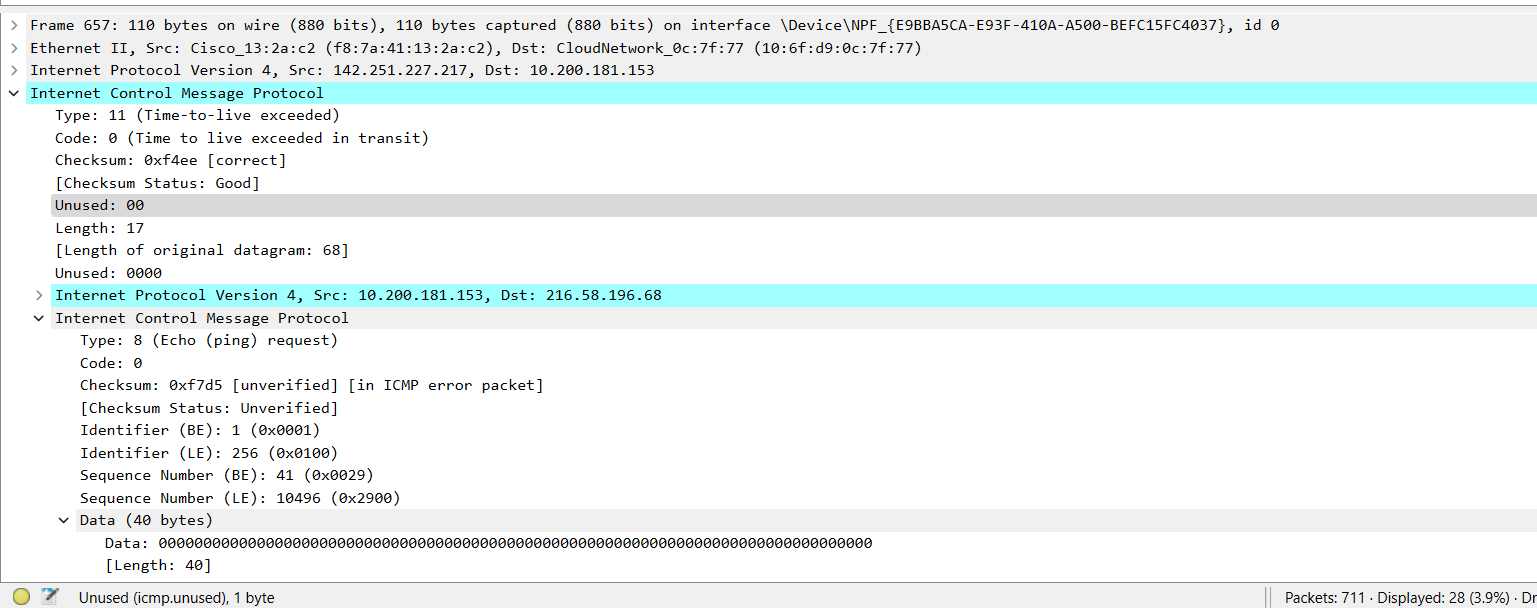 Frame 657: 110 bytes on wire (880 bits), 110 bytes captured (880 bits) on interface \Device\NPF_{E9BBA5CA-E93F-410A-A500-BEFC15FC4037}, id 0
Ethernet II, Src: Cisco_13:2a:c2 (f8:7a:41:13:2a:c2), Dst: CloudNetwork_0c:7f:77 (10:6f:d9:0c:7f:77)
Internet Protocol Version 4, Src: 142.251.227.217, Dst: 10.200.181.153
Internet Control Message Protocol
Type: 11 (Time-to-live exceeded)
Code: 0 (Time to live exceeded in transit)
Checksum: 0xf4ee [correct]
[Checksum Status: Good]
Unused: 00
Length: 17
[Length of original datagram: 68]
Unused: 0000
Internet Protocol Version 4, Src: 10.200.181.153, Dst: 216.58.196.68
Internet Control Message Protocol
Type: 8 (Echo (ping) request)
Code: 0
Checksum: 0xf7d5 [unverified] [in ICMP error packet]
[Checksum Status: Unverified]
Identifier (BE): 1 (0x0001)
Identifier (LE): 256 (0x0100)
Sequence Number (BE): 41 (0x0029)
Sequence Number (LE): 10496 (0x2900)
Data (40 bytes)
Data: 00000000000000000000000000000000000000000000000000000000000000000000000000000000
[Length: 40]
Unused (icmp.unused), 1 byte Packets: 711 · Displayed: 28 (3.9%) ·